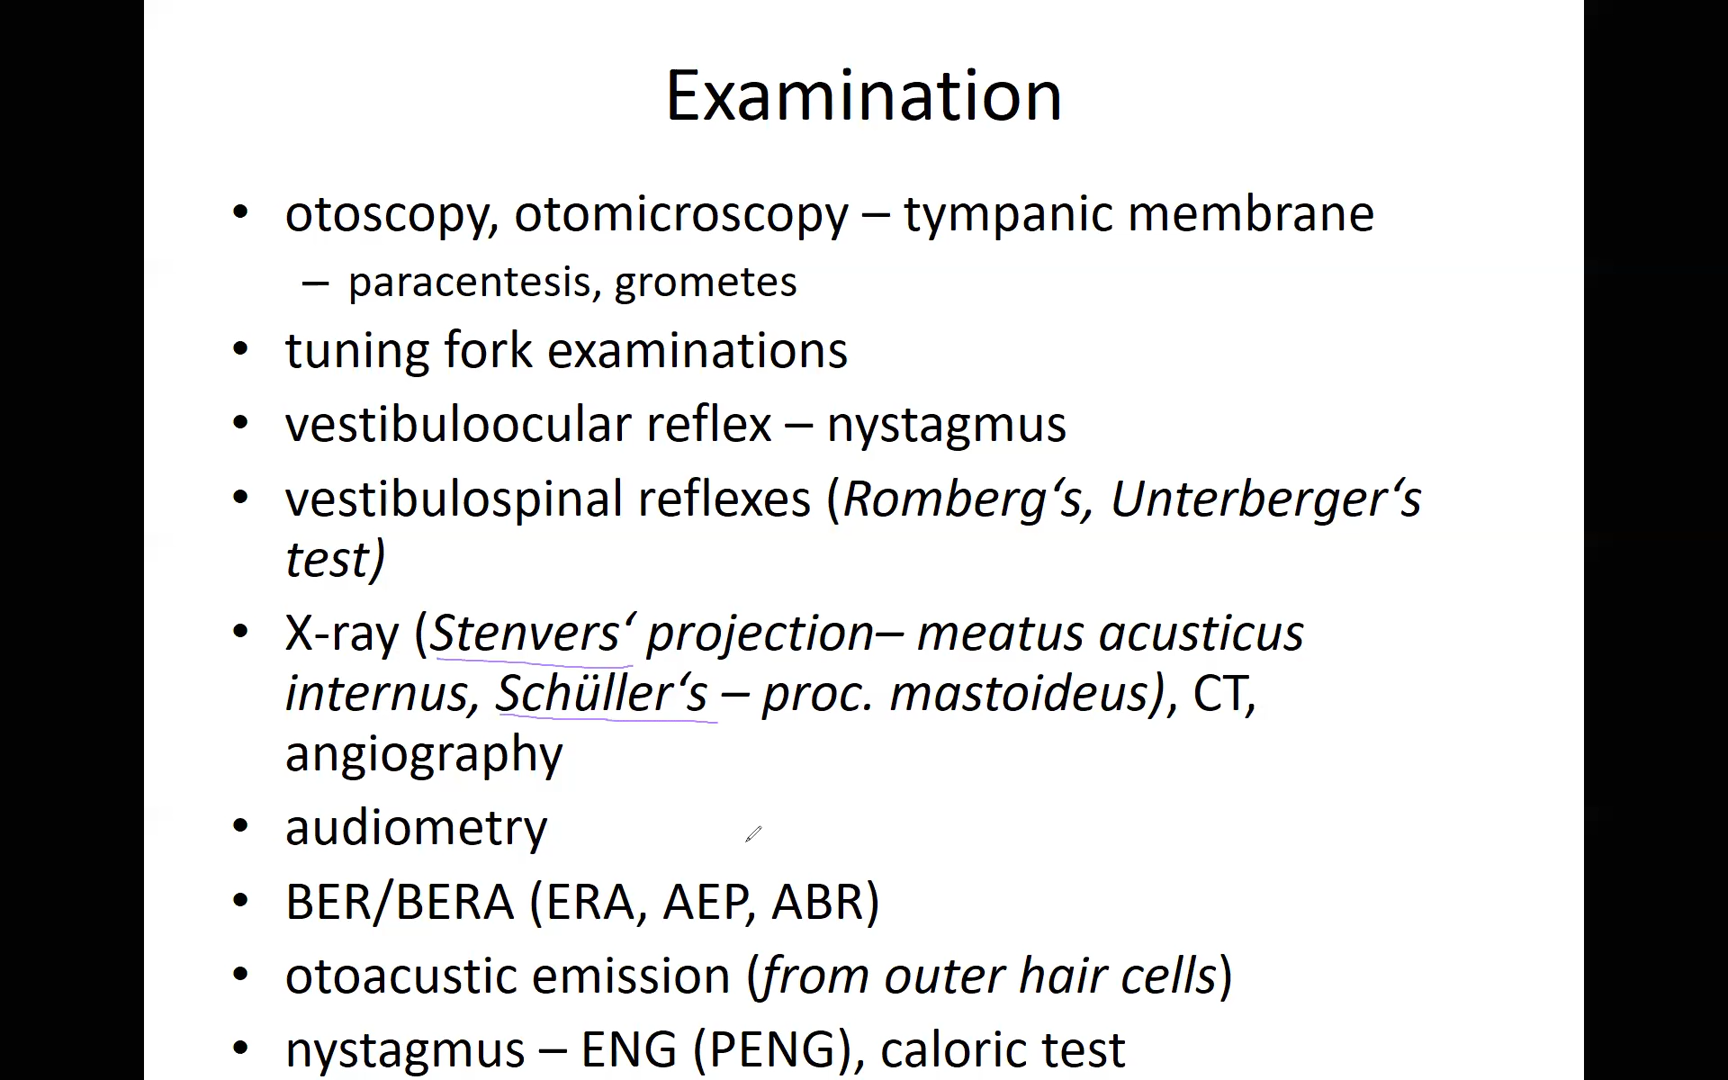 Examination
• otoscopy, otomicroscopy – tympanic membrane
– paracentesis, grometes
• tuning fork examinations
• vestibuloocular reflex – nystagmus
• vestibulospinal reflexes (Romberg‘s, Unterberger‘s
test)
• X-ray (Stenvers‘ projection– meatus acusticus
internus, Schüller‘s – proc. mastoideus), CT,
angiography
• audiometry
• BER/BERA (ERA, AEP, ABR)
• otoacustic emission (from outer hair cells)
• nystagmus – ENG (PENG), caloric test